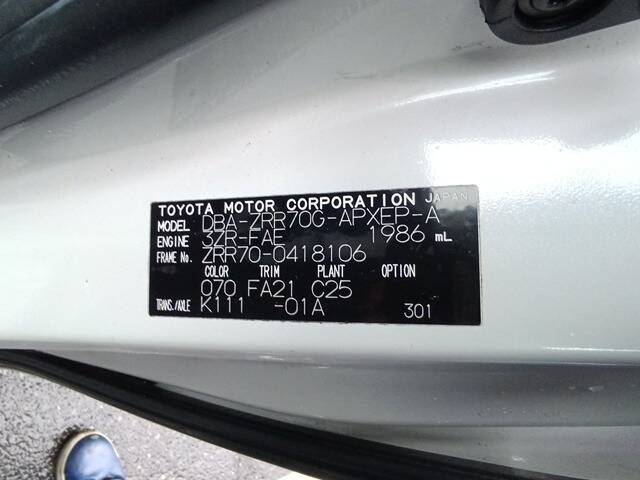 TOYOTA MOTOR CORPORATION JAPAN
MODEL DBA-ZRR70G-APXEP-A
ENGINE 3ZR-FAE 1986 mL
FRAME No. ZRR70-0418106
COLOR TRIM PLANT OPTION
070 FA21 C25
TRANS./AXLE K111 -01A 301